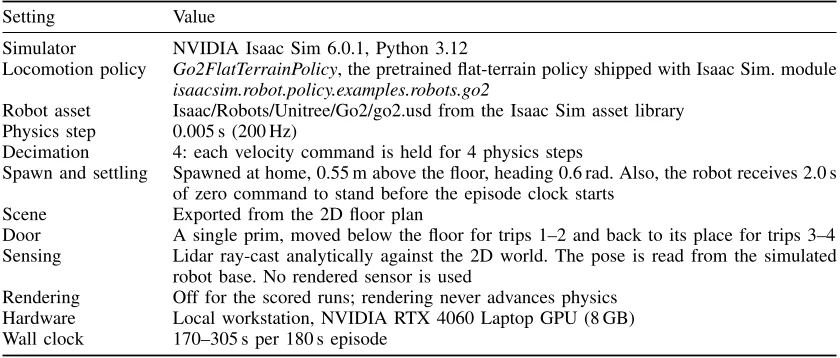 Setting Value
Simulator NVIDIA Isaac Sim 6.0.1, Python 3.12
Locomotion policy Go2FlatTerrainPolicy, the pretrained flat-terrain policy shipped with Isaac Sim. module
isaacsim.robot.policy.examples.robots.go2
Robot asset Isaac/Robots/Unitree/Go2/go2.usd from the Isaac Sim asset library
Physics step 0.005 s (200 Hz)
Decimation 4: each velocity command is held for 4 physics steps
Spawn and settling Spawned at home, 0.55 m above the floor, heading 0.6 rad. Also, the robot receives 2.0 s
of zero command to stand before the episode clock starts
Scene Exported from the 2D floor plan
Door A single prim, moved below the floor for trips 1–2 and back to its place for trips 3–4
Sensing Lidar ray-cast analytically against the 2D world. The pose is read from the simulated
robot base. No rendered sensor is used
Rendering Off for the scored runs; rendering never advances physics
Hardware Local workstation, NVIDIA RTX 4060 Laptop GPU (8 GB)
Wall clock 170–305 s per 180 s episode